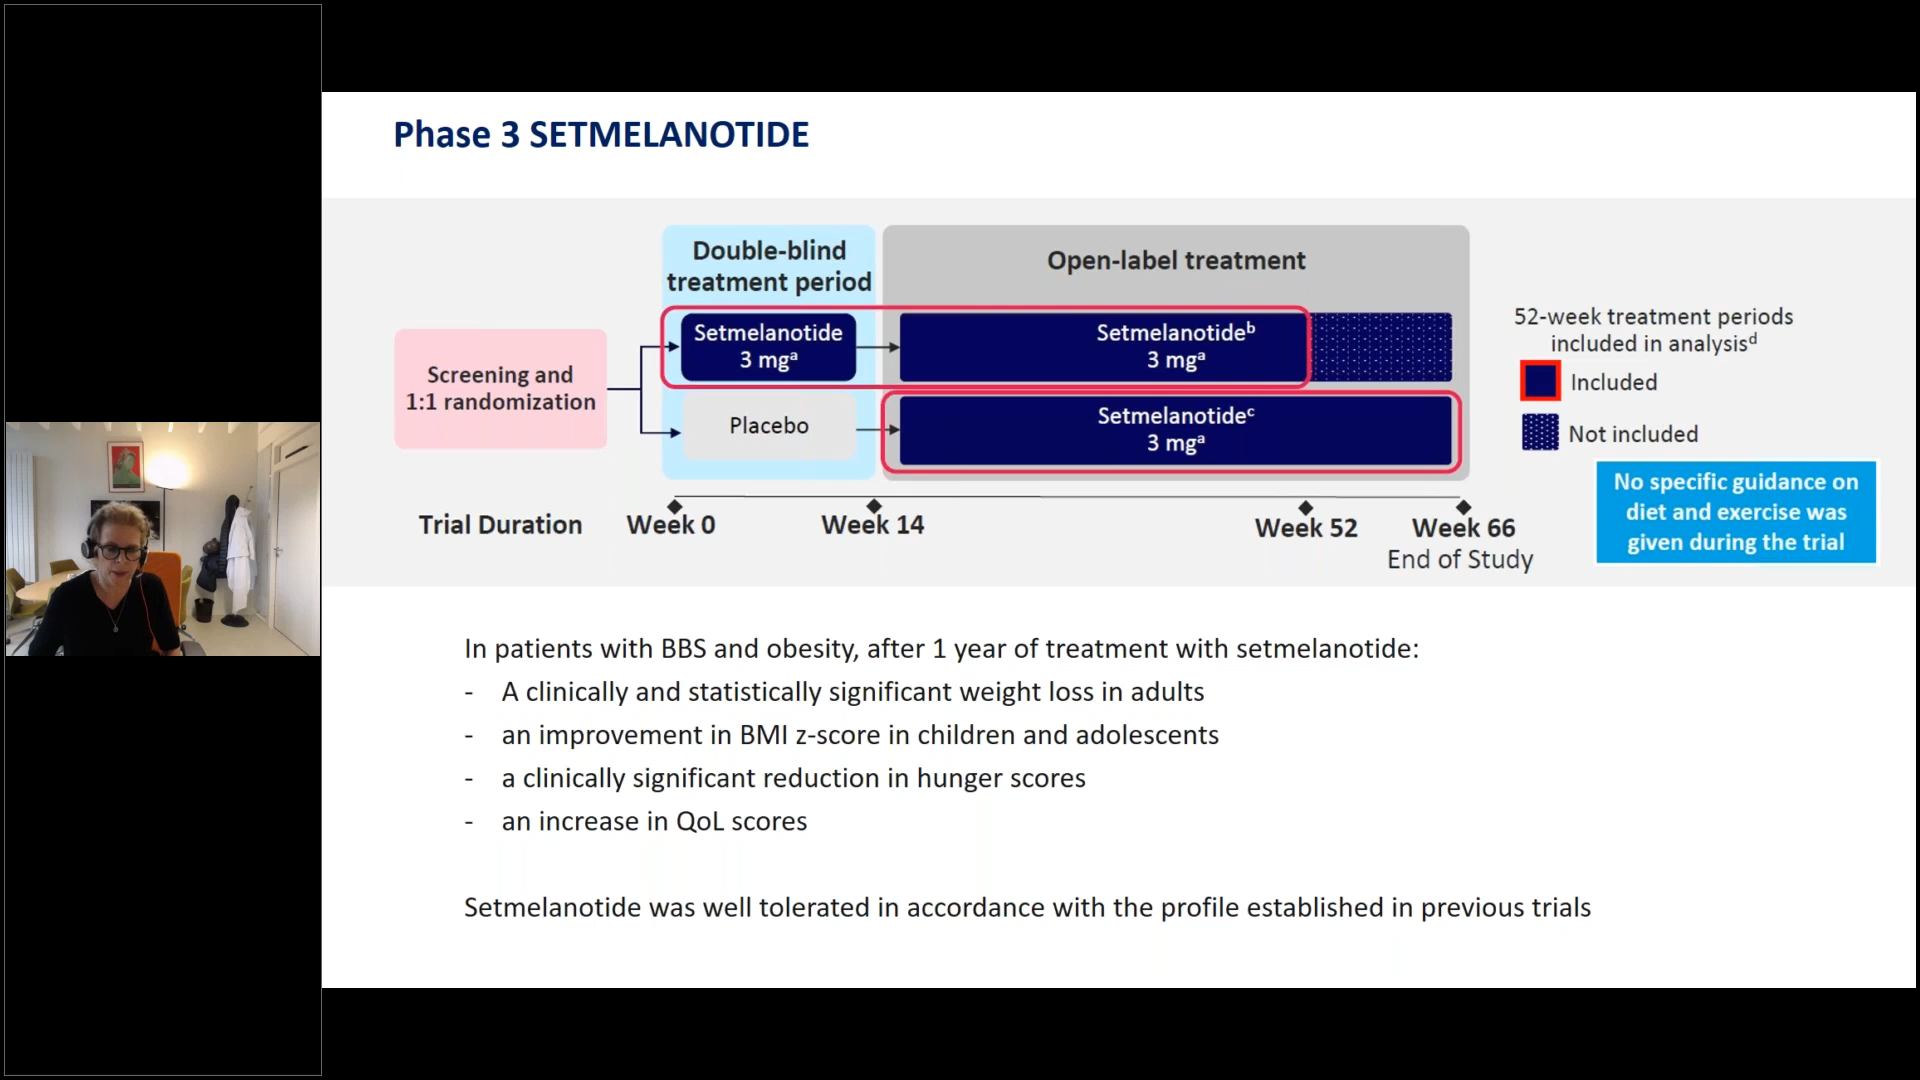 Phase 3 SETMELANOTIDE
Double-blind
treatment period
Open-label treatment
Screening and
1:1 randomization
Setmelanotide
3 mgᵃ
Setmelanotideᵇ
3 mgᵃ
Placebo
Setmelanotideᶜ
3 mgᵃ
52-week treatment periods
included in analysisᵈ
Included
Not included
Trial Duration
Week 0
Week 14
Week 52
Week 66
End of Study
No specific guidance on
diet and exercise was
given during the trial
In patients with BBS and obesity, after 1 year of treatment with setmelanotide:
- A clinically and statistically significant weight loss in adults
- an improvement in BMI z-score in children and adolescents
- a clinically significant reduction in hunger scores
- an increase in QoL scores
Setmelanotide was well tolerated in accordance with the profile established in previous trials